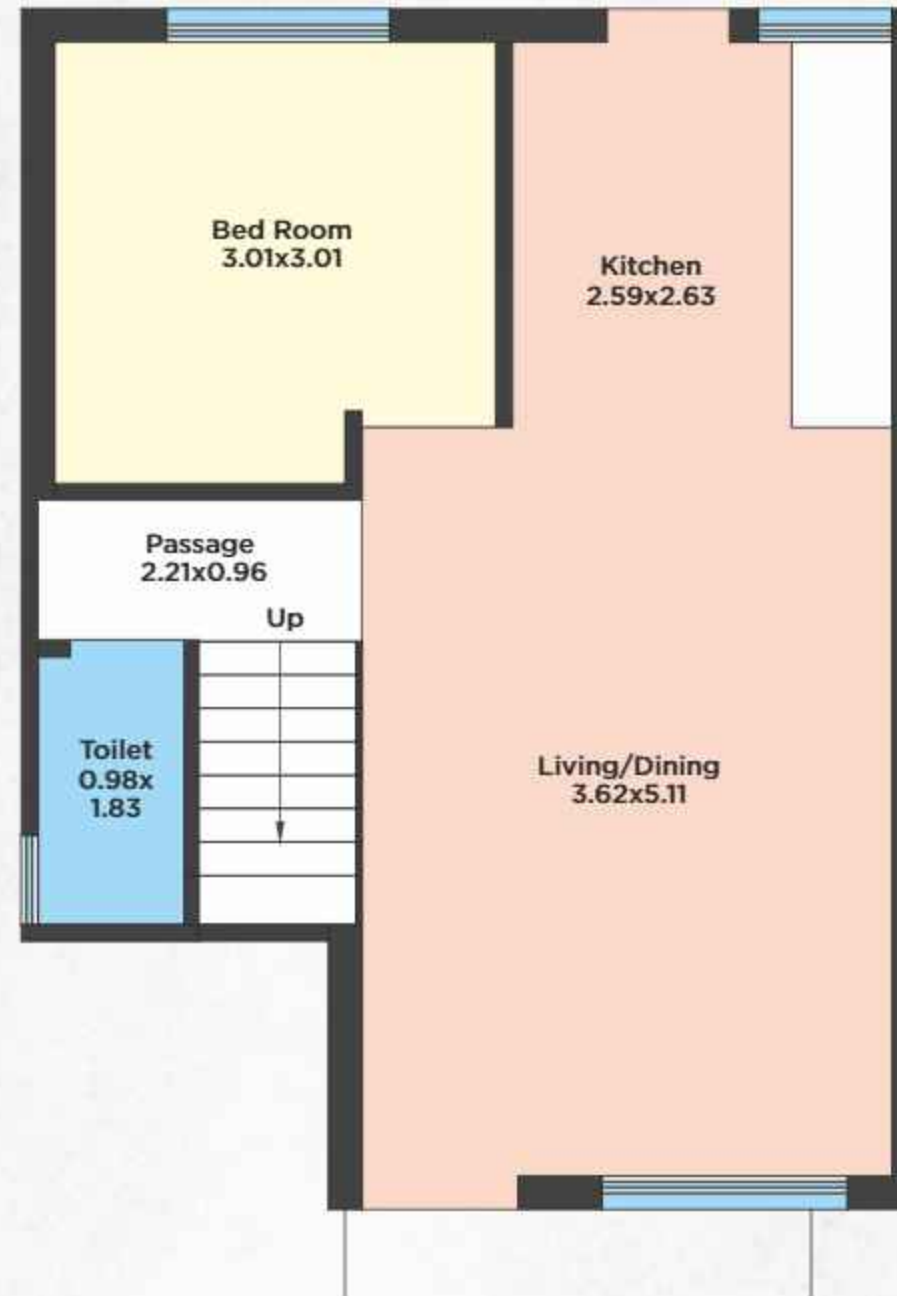 Bed Room
3.01x3.01
Kitchen
2.59x2.63
Passage
2.21x0.96
Up
Toilet
0.98x
1.83
Living/Dining
3.62x5.11